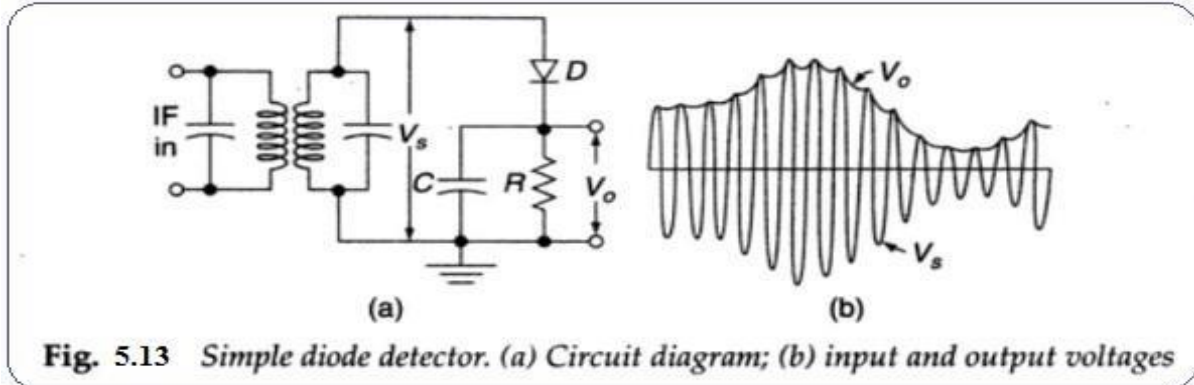 IF
in
V_s
D
C
R
V_o
(a)
V_o
V_s
(b)
Fig. 5.13 Simple diode detector. (a) Circuit diagram; (b) input and output voltages